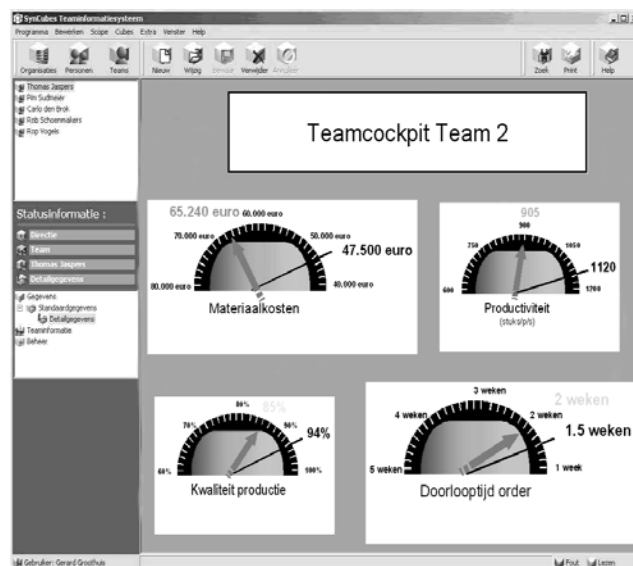 SynCubes Teaminformatiesysteem
Programma Bewerken Scope Cubes Extra Venster Help
Organisaties Personen Teams Nieuw Wijzig Bewaar Verwijder Annuleer Zoek Print Help
Thomas Jaspers
Pim Sudmeier
Carlo den Brok
Rob Schoenmakers
Rop Vogels
Teamcockpit Team 2
Statusinformatie :
Directie
Team
Thomas Jaspers
Detailgegevens
Gegevens
Standaardgegevens
Detailgegevens
Teaminformatie
Beheer
65.240 euro
60.000 euro
70.000 euro
50.000 euro
47.500 euro
80.000 euro
40.000 euro
Materiaalkosten
905
900
750
1050
1120
600
1200
Productiviteit
(stuks/p/s)
80%
85%
70%
90%
94%
60%
100%
Kwaliteit productie
3 weken
2 weken
4 weken
2 weken
1.5 weken
5 weken
1 week
Doorlooptijd order
Gebruiker: Gerard Groothuis
Fout Lezen